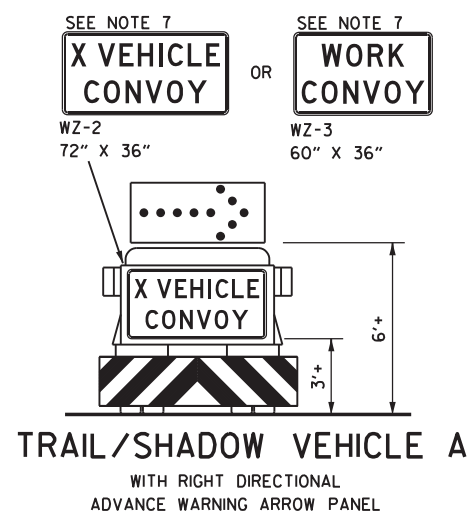 SEE NOTE 7
X VEHICLE
CONVOY
OR
SEE NOTE 7
WORK
CONVOY
WZ-2
72" X 36"
WZ-3
60" X 36"
X VEHICLE
CONVOY
6'+
3'+
TRAIL/SHADOW VEHICLE A
WITH RIGHT DIRECTIONAL
ADVANCE WARNING ARROW PANEL